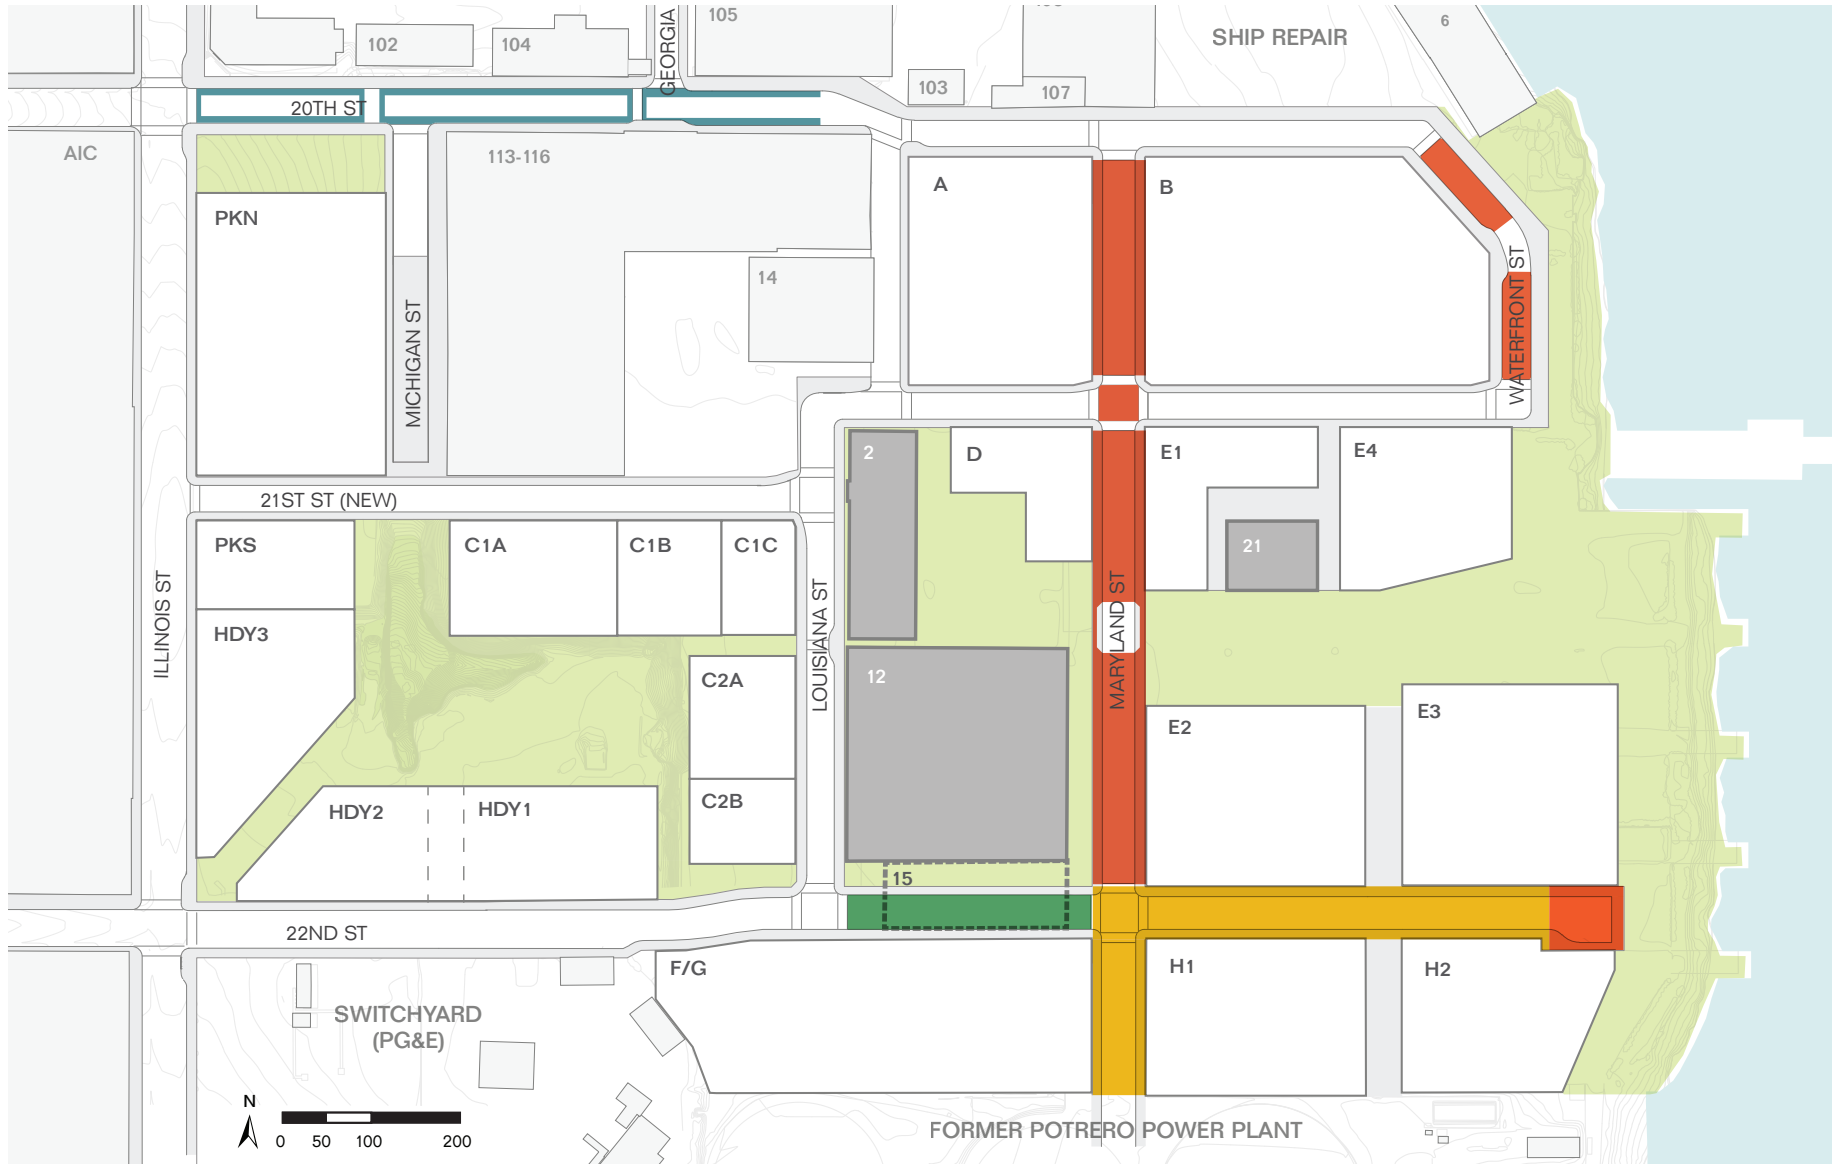 105
6
102
104
GEORGIA
SHIP REPAIR
103
107
20TH ST
AIC
113-116
A
B
PKN
14
WATERFRONT ST
MICHIGAN ST
2
D
E1
E4
21ST ST (NEW)
PKS
C1A
C1B
C1C
21
ILLINOIS ST
LOUISIANA ST
MARYLAND ST
HDY3
12
C2A
E2
E3
HDY2
HDY1
C2B
15
22ND ST
F/G
H1
H2
SWITCHYARD
(PG&E)
N
0 50 100 200
FORMER POTRERO POWER PLANT